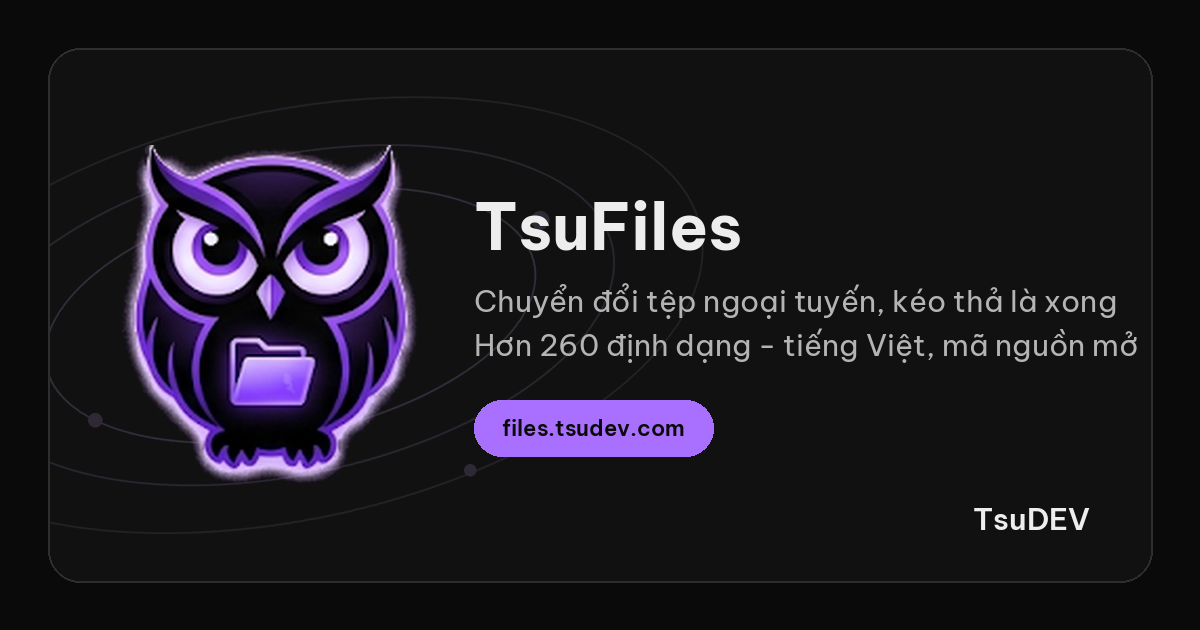 TsuFiles
Chuyển đổi tệp ngoại tuyến, kéo thả là xong
Hơn 260 định dạng - tiếng Việt, mã nguồn mở
files.tsudev.com
TsuDEV